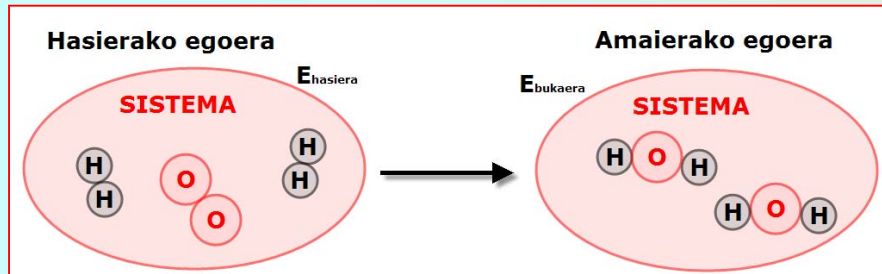 Hasierako egoera
Amaierako egoera
Ehasiera
Ebukaera
SISTEMA
SISTEMA
H
H
O
O
H
H
H
O
H
H
O
H